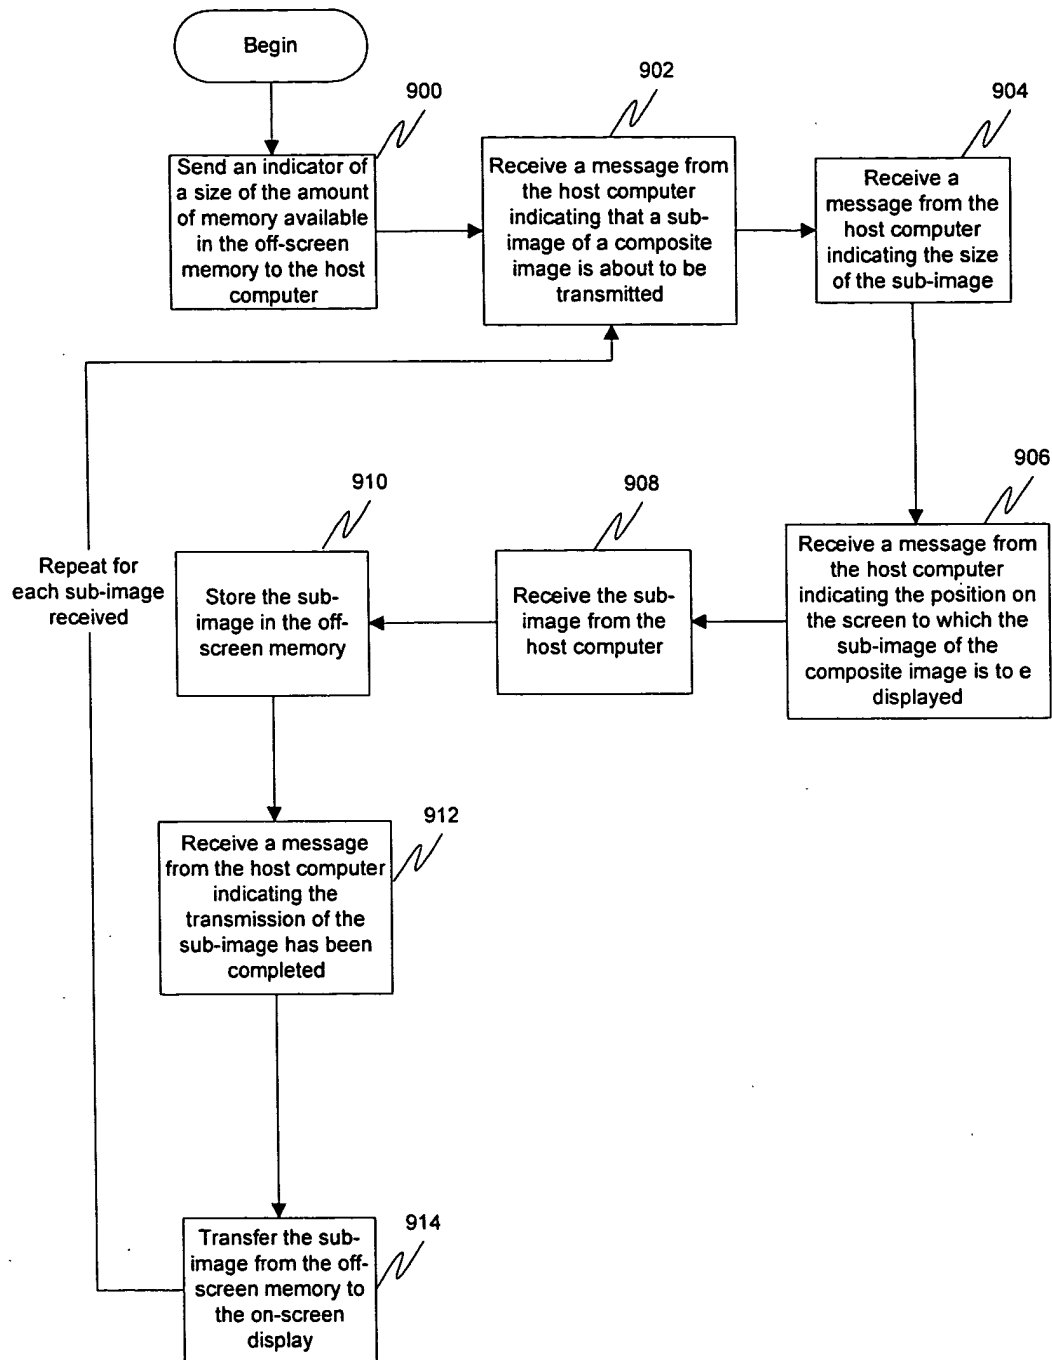 Begin
900
Send an indicator of
a size of the amount
of memory available
in the off-screen
memory to the host
computer
902
Receive a message from
the host computer
indicating that a sub-
image of a composite
image is about to be
transmitted
904
Receive a
message from the
host computer
indicating the size
of the sub-image
906
Receive a message from
the host computer
indicating the position on
the screen to which the
sub-image of the
composite image is to e
displayed
908
Receive the sub-
image from the
host computer
910
Store the sub-
image in the off-
screen memory
912
Receive a message
from the host computer
indicating the
transmission of the
sub-image has been
completed
914
Transfer the sub-
image from the off-
screen memory to
the on-screen
display
Repeat for
each sub-image
received